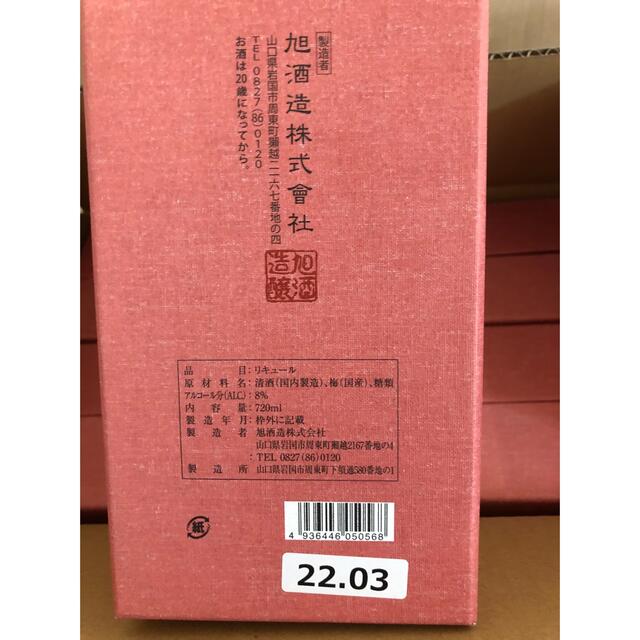 製造者
旭酒造株式會社
山口県岩国市周東町獺越二一六七番地の四
TEL 0827(86)0120
お酒は20歳になってから。
旭酒
造醸
品目:リキュール
原材料名:清酒(国内製造)、梅(国産)、糖類
アルコール分(ALC):8%
内容量:720ml
製造年月:枠外に記載
製造者:旭酒造株式会社
山口県岩国市周東町獺越2167番地の4
:TEL 0827(86)0120
製造所:山口県岩国市周東町下須通580番地の1
紙
4 936446 050568
22.03